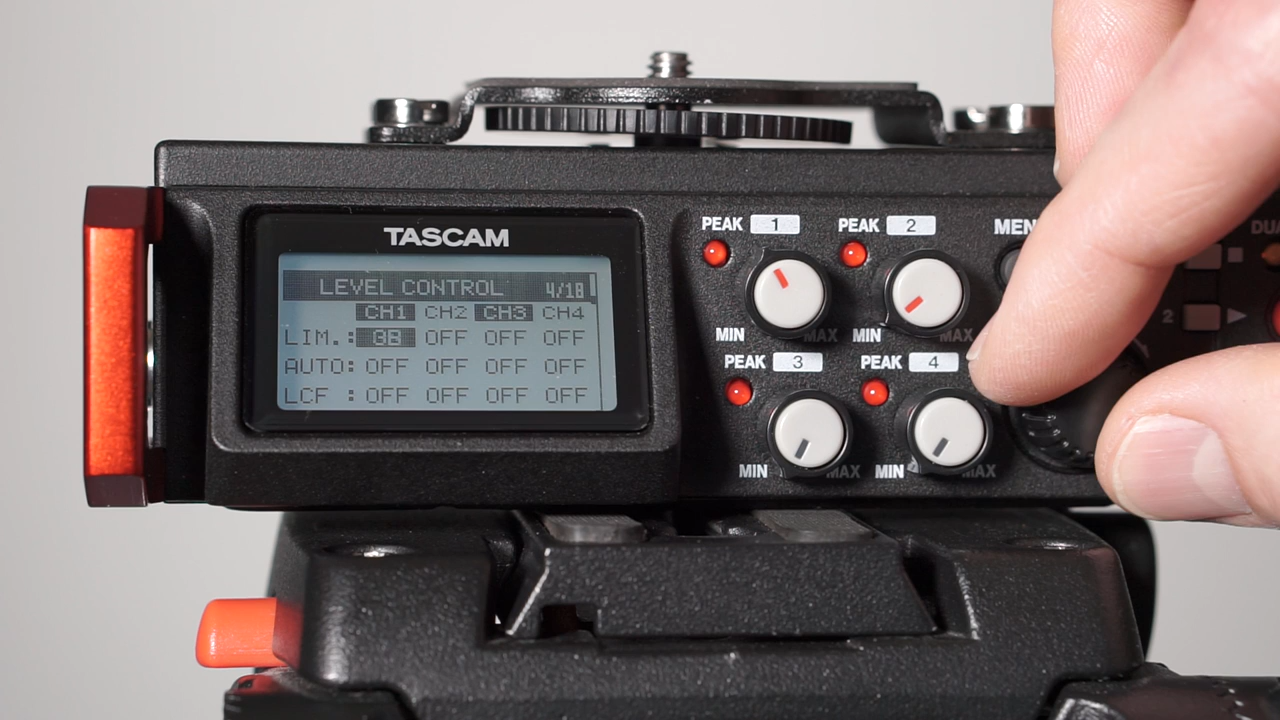 TASCAM
LEVEL CONTROL 4/18
CH1 CH2 CH3 CH4
LIM.: OFF OFF OFF
AUTO: OFF OFF OFF OFF
LCF : OFF OFF OFF OFF
PEAK 1 PEAK 2
MIN MAX MIN MAX
PEAK 3 PEAK 4
MIN MAX MIN MAX
2